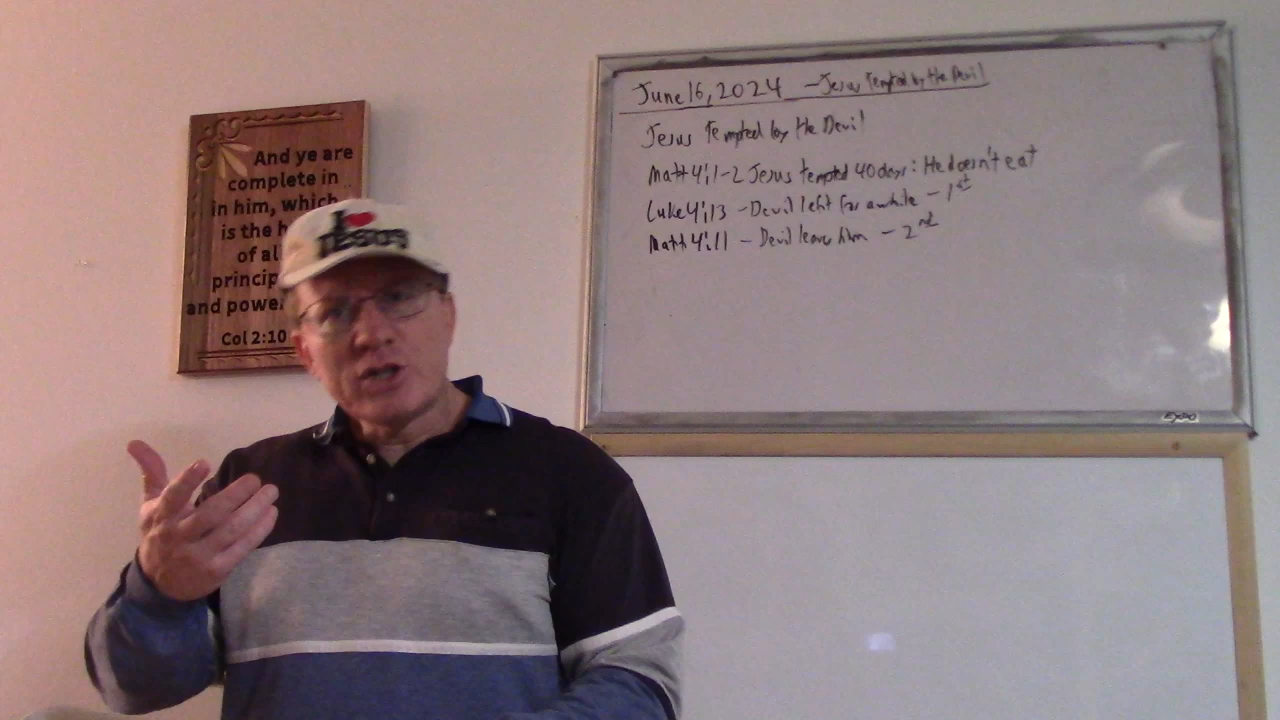 And ye are
complete in
in him, which
is the h
of al
princip
and powe
Col 2:10
I ❤ JESUS
June 16, 2024 - Jesus Tempted by the Devil
Jesus Tempted by the Devil
Matt 4:1-2 Jesus tempted 40 days: He doesn't eat
Luke 4:13 - Devil left for awhile - 1st
Matt 4:11 - Devil leave him - 2nd
EXPO